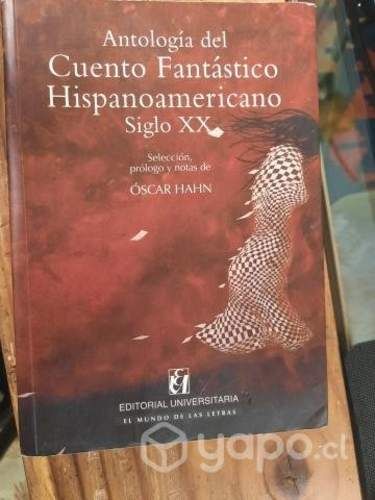 Antología del
Cuento Fantástico
Hispanoamericano
Siglo XX
Selección,
prólogo y notas de
ÓSCAR HAHN
EDITORIAL UNIVERSITARIA
EL MUNDO DE LAS LETRAS
yapo.cl